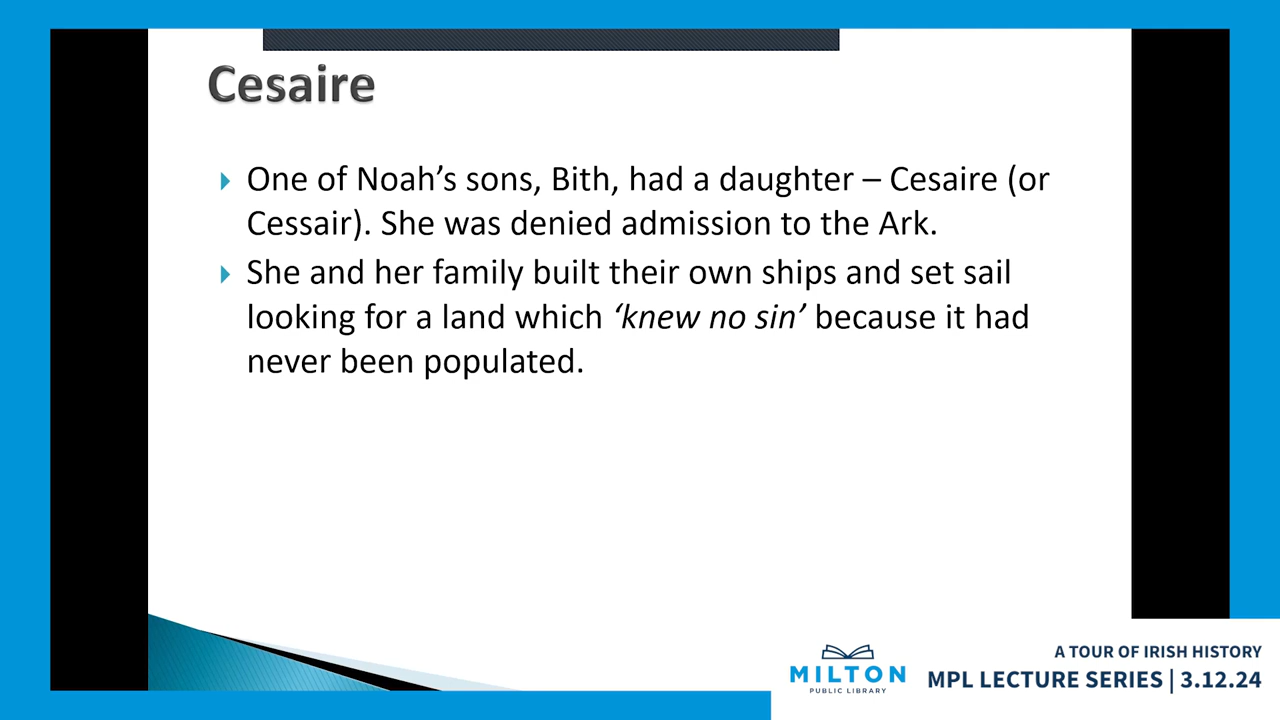 Cesaire
One of Noah’s sons, Bith, had a daughter – Cesaire (or
Cessair). She was denied admission to the Ark.
She and her family built their own ships and set sail
looking for a land which ‘knew no sin’ because it had
never been populated.
MILTON
PUBLIC LIBRARY
A TOUR OF IRISH HISTORY
MPL LECTURE SERIES | 3.12.24